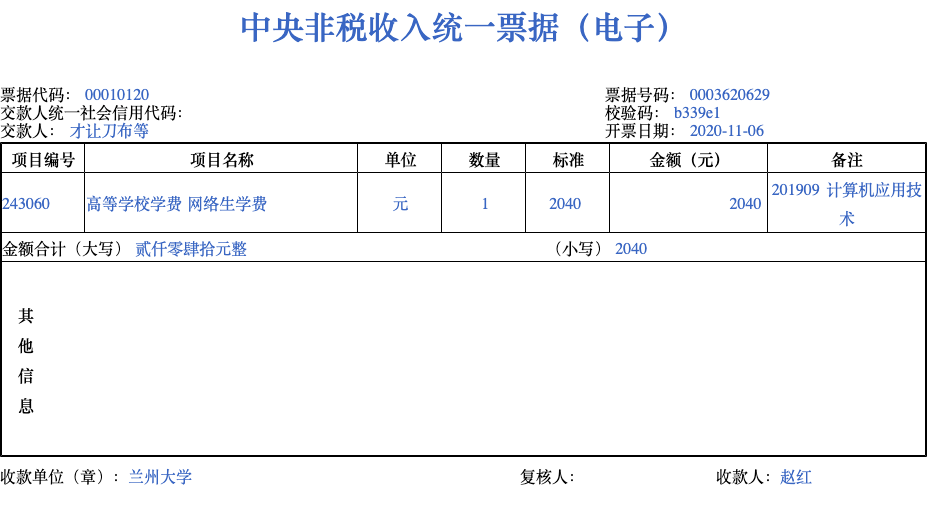 中央非税收入统一票据（电子）
票据代码： 00010120 票据号码： 0003620629
交款人统一社会信用代码： 校验码： b339e1
交款人： 才让刀布等 开票日期： 2020-11-06
项目编号 项目名称 单位 数量 标准 金额（元） 备注
243060 高等学校学费 网络生学费 元 1 2040 2040 201909 计算机应用技
术
金额合计（大写） 贰仟零肆拾元整 （小写） 2040
其
他
信
息
收款单位（章）： 兰州大学 复核人： 收款人： 赵红